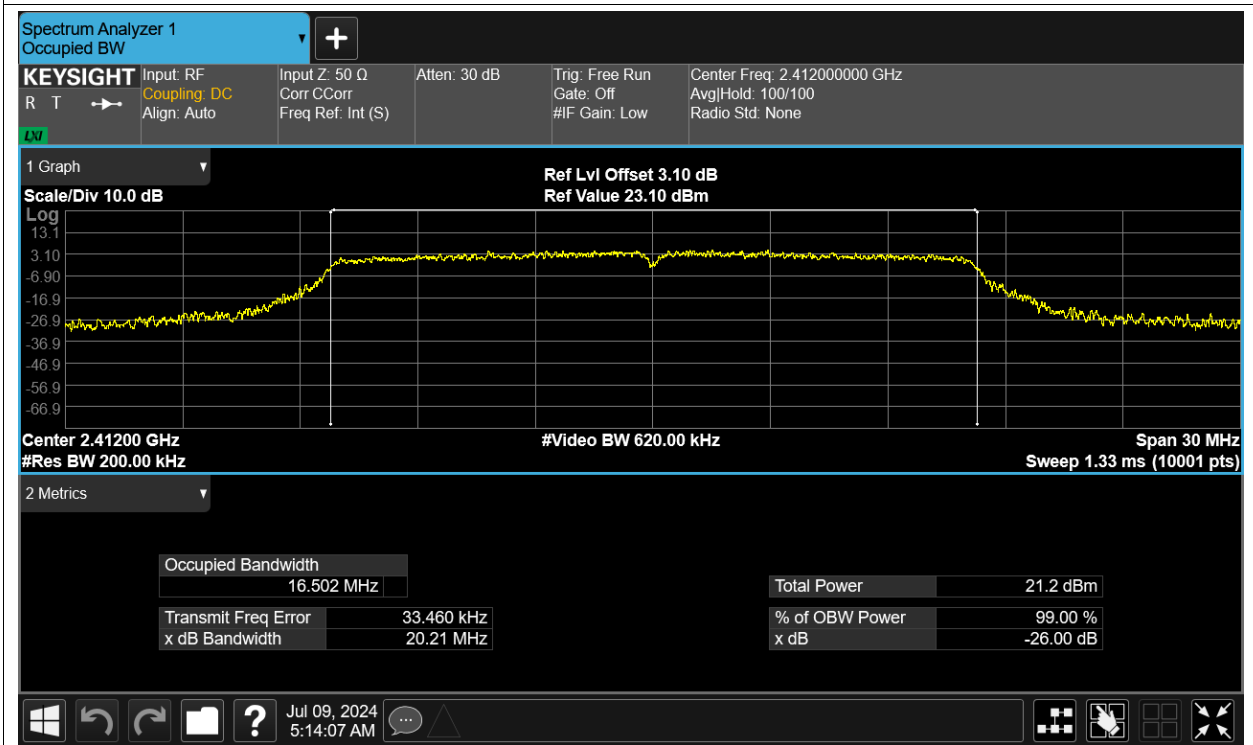 Spectrum Analyzer 1
Occupied BW
KEYSIGHT
R T
LXI
Input: RF
Coupling: DC
Align: Auto
Input Z: 50 Ω
Corr CCorr
Freq Ref: Int (S)
Atten: 30 dB
Trig: Free Run
Gate: Off
#IF Gain: Low
Center Freq: 2.412000000 GHz
Avg|Hold: 100/100
Radio Std: None
1 Graph
Scale/Div 10.0 dB
Ref Lvl Offset 3.10 dB
Ref Value 23.10 dBm
Log
13.1
3.10
-6.90
-16.9
-26.9
-36.9
-46.9
-56.9
-66.9
Center 2.41200 GHz
#Res BW 200.00 kHz
#Video BW 620.00 kHz
Span 30 MHz
Sweep 1.33 ms (10001 pts)
2 Metrics
Occupied Bandwidth
16.502 MHz
Transmit Freq Error 33.460 kHz
x dB Bandwidth 20.21 MHz
Total Power 21.2 dBm
% of OBW Power 99.00 %
x dB -26.00 dB
?
Jul 09, 2024
5:14:07 AM